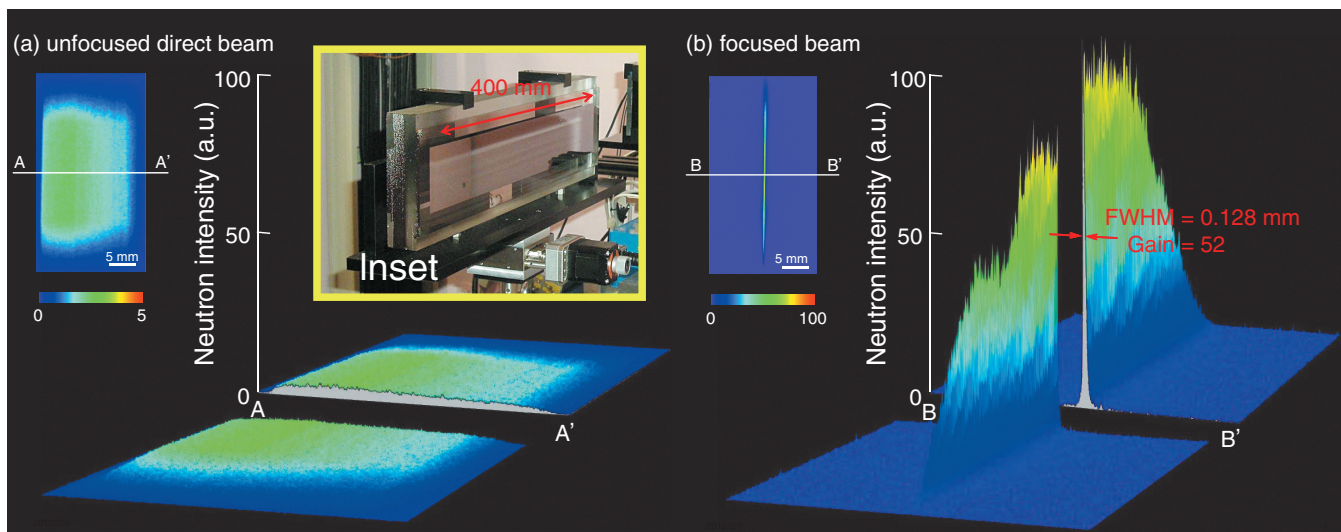 (a) unfocused direct beam
A
A'
5 mm
0
5
Neutron intensity (a.u.)
100
50
0
400 mm
Inset
A
A'
(b) focused beam
B
B'
5 mm
0
100
Neutron intensity (a.u.)
100
50
0
FWHM = 0.128 mm
Gain = 52
B
B'